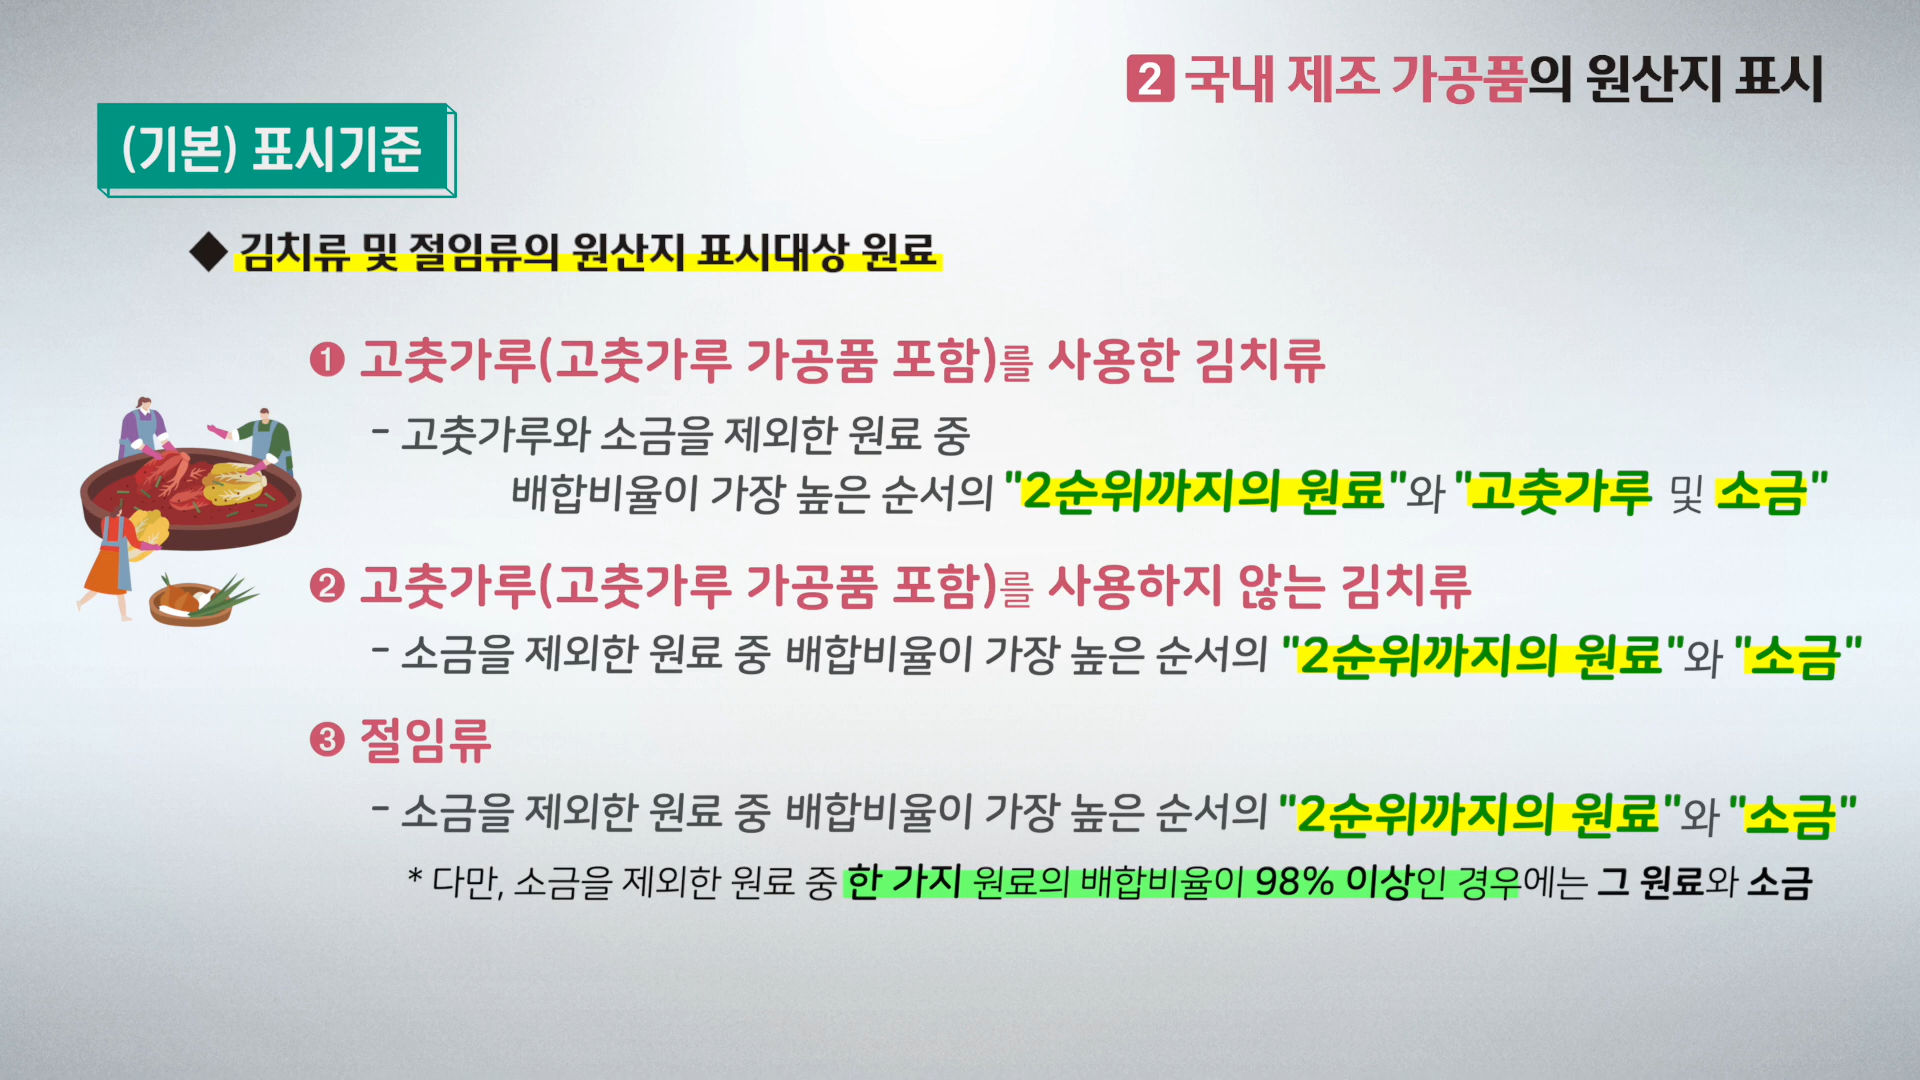 2 국내 제조 가공품의 원산지 표시
(기본) 표시기준
◆ 김치류 및 절임류의 원산지 표시대상 원료
❶ 고춧가루(고춧가루 가공품 포함)를 사용한 김치류
- 고춧가루와 소금을 제외한 원료 중
배합비율이 가장 높은 순서의 "2순위까지의 원료"와 "고춧가루 및 소금"
❷ 고춧가루(고춧가루 가공품 포함)를 사용하지 않는 김치류
- 소금을 제외한 원료 중 배합비율이 가장 높은 순서의 "2순위까지의 원료"와 "소금"
❸ 절임류
- 소금을 제외한 원료 중 배합비율이 가장 높은 순서의 "2순위까지의 원료"와 "소금"
* 다만, 소금을 제외한 원료 중 한 가지 원료의 배합비율이 98% 이상인 경우에는 그 원료와 소금